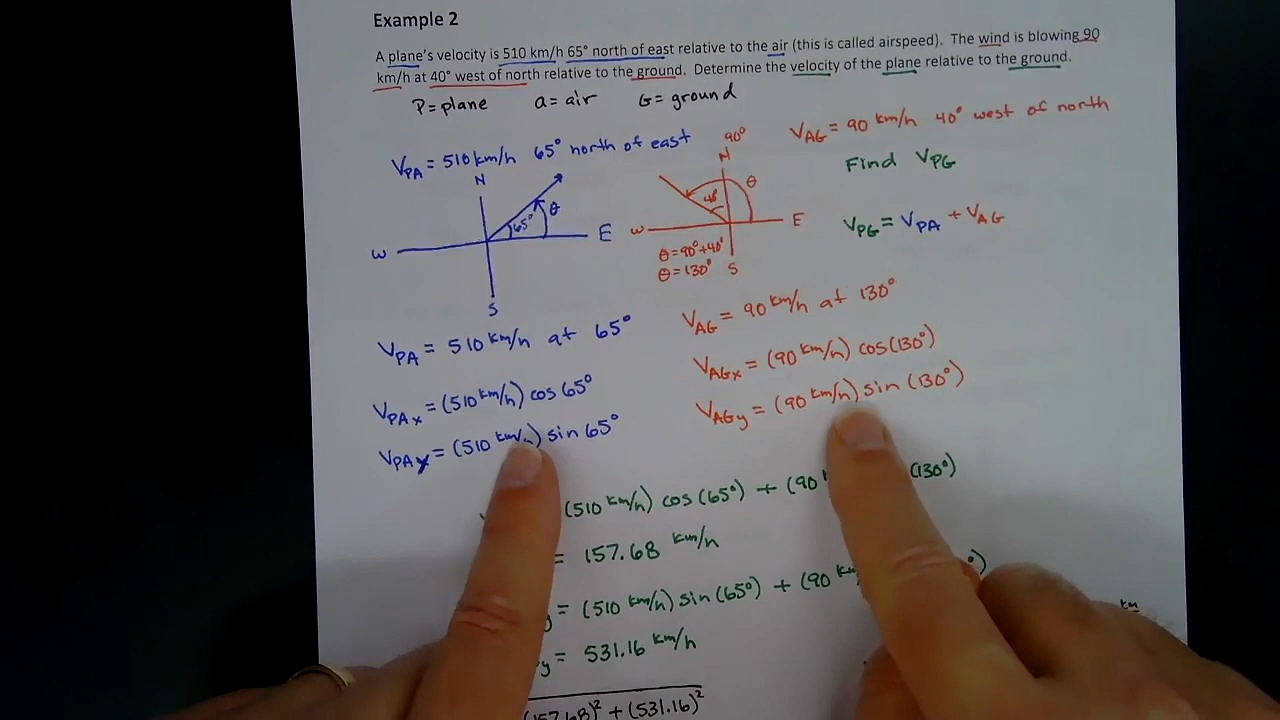 Example 2
A plane's velocity is 510 km/h 65° north of east relative to the air (this is called airspeed). The wind is blowing 90
km/h at 40° west of north relative to the ground. Determine the velocity of the plane relative to the ground.
P = plane a = air G = ground
V_PA = 510 km/h 65° north of east
V_AG = 90 km/h 40° west of north
Find V_PG
N
θ
65°
W
E
S
90°
N
θ
40°
W
E
θ = 90° + 40°
θ = 130°
S
V_PG = V_PA + V_AG
V_PA = 510 km/h at 65°
V_PAx = (510 km/h) cos 65°
V_PAy = (510 km/h) sin 65°
V_AG = 90 km/h at 130°
V_AGx = (90 km/h) cos(130°)
V_AGy = (90 km/h) sin (130°)
(510 km/h) cos (65°) + (90 (130°)
= 157.68 km/h
y = (510 km/h) sin (65°) + (90 km °)
y = 531.16 km/h
(157.68)² + (531.16)²
km